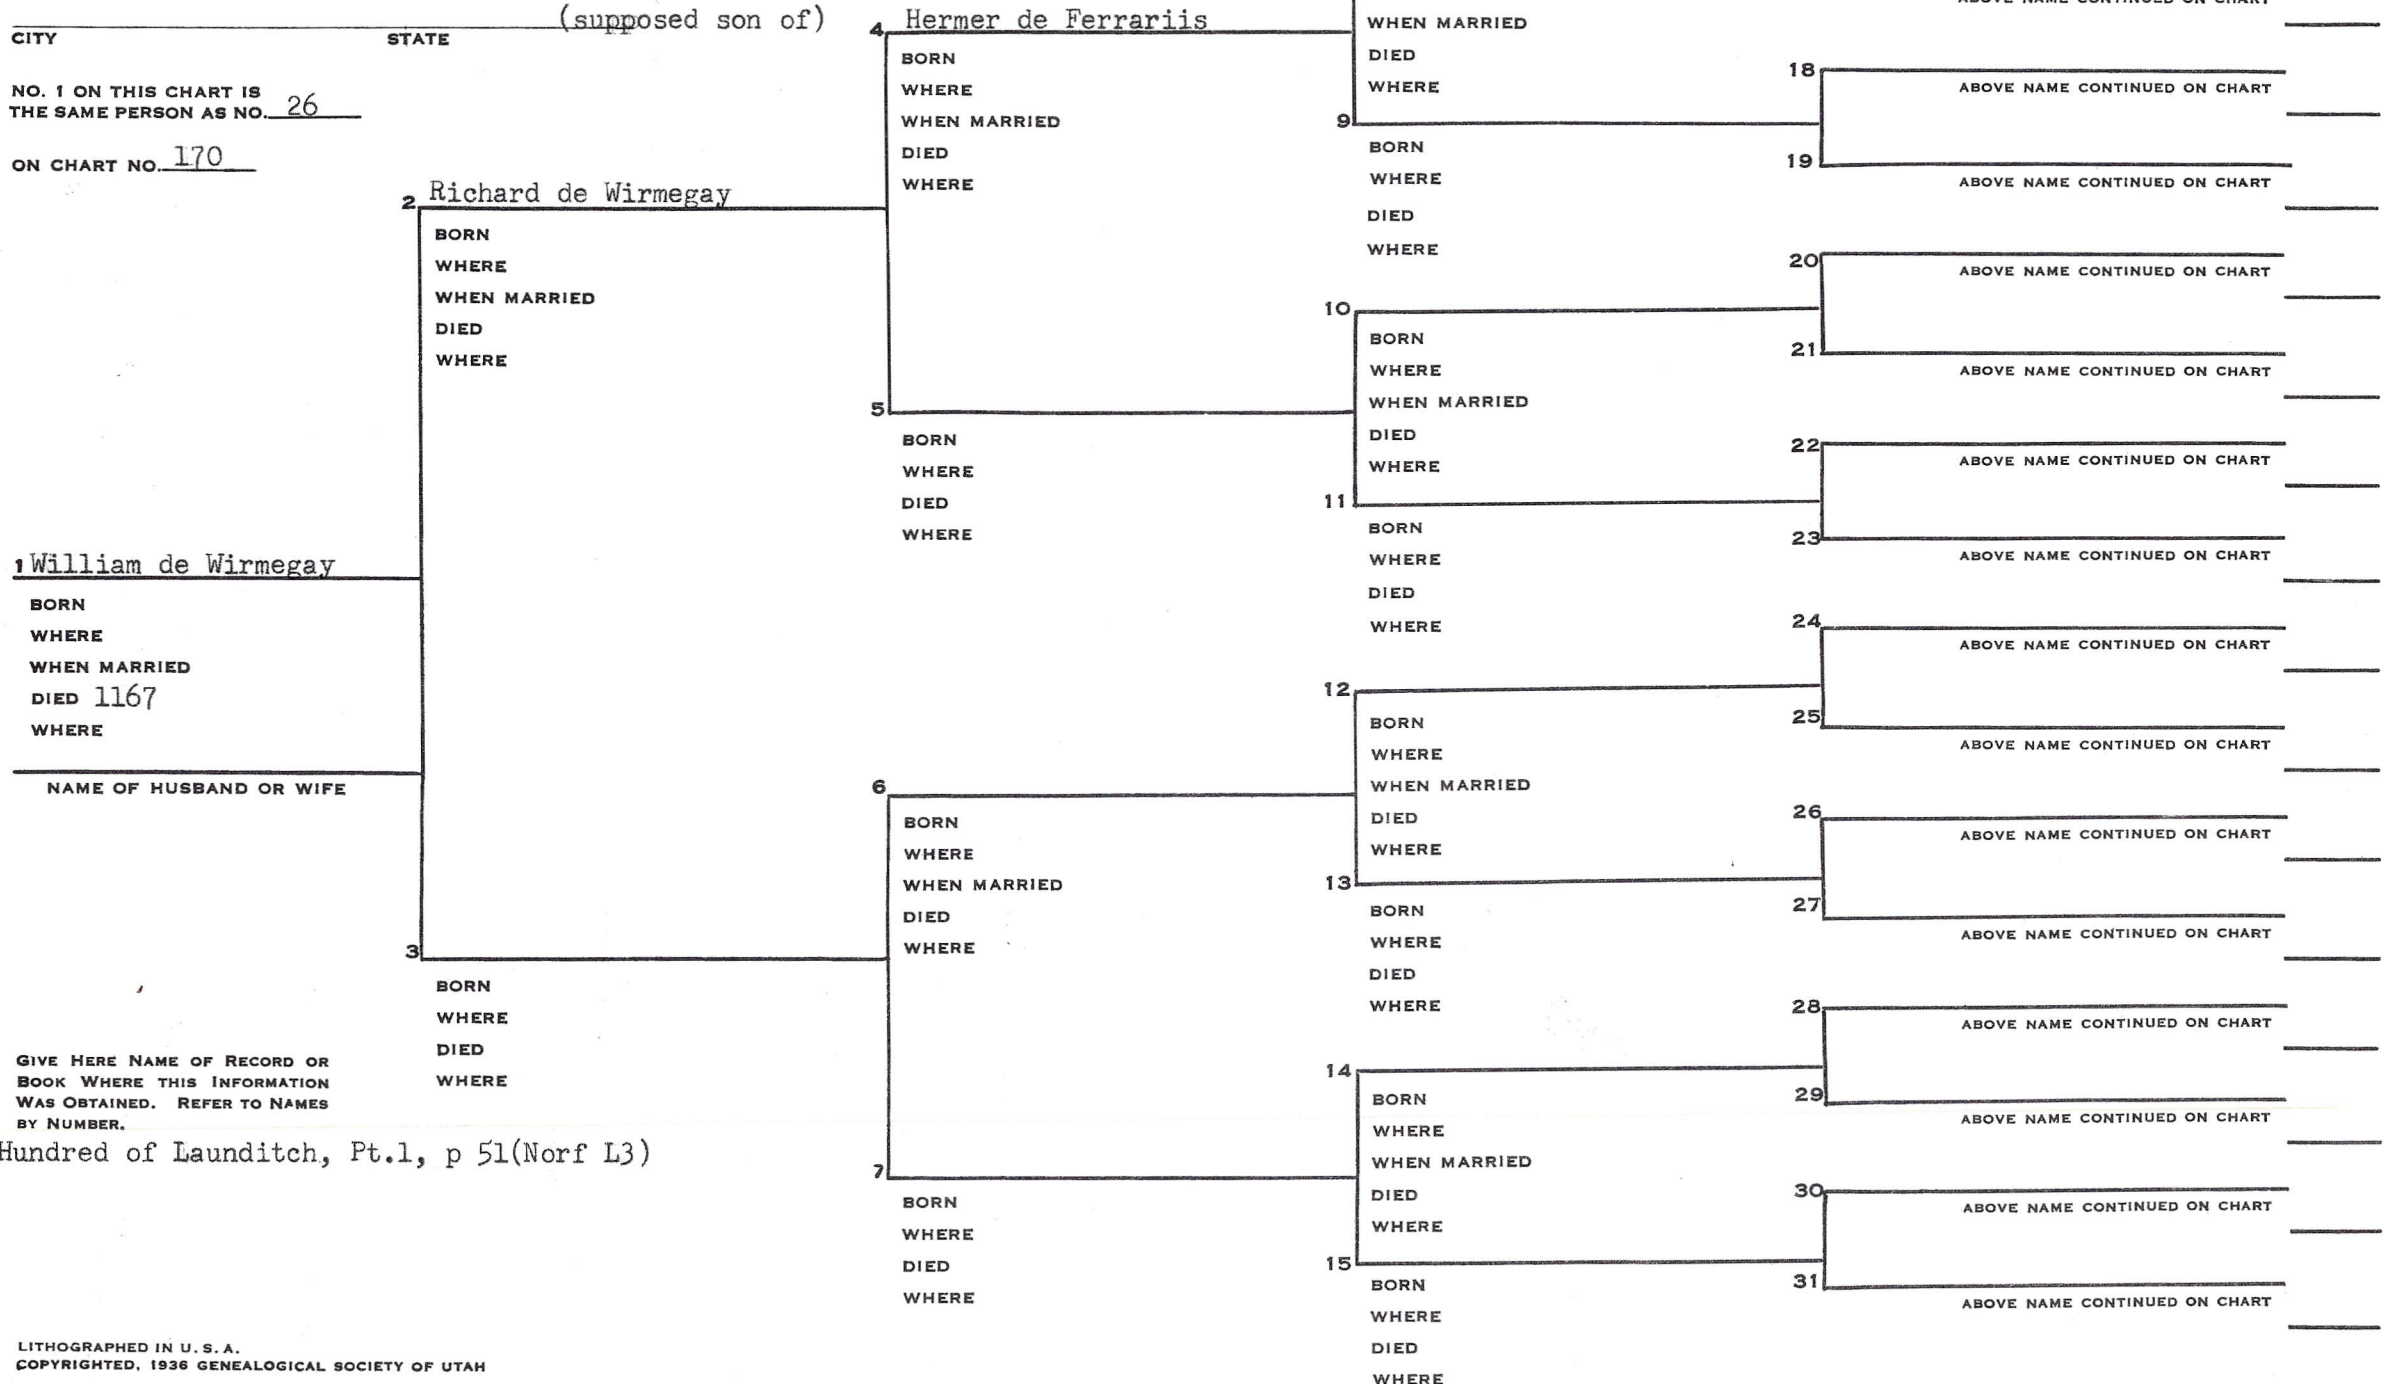 CITY STATE
(supposed son of)
NO. 1 ON THIS CHART IS
THE SAME PERSON AS NO. 26
ON CHART NO. 170
1 William de Wirmegay
BORN
WHERE
WHEN MARRIED
DIED 1167
WHERE
NAME OF HUSBAND OR WIFE
GIVE HERE NAME OF RECORD OR
BOOK WHERE THIS INFORMATION
WAS OBTAINED. REFER TO NAMES
BY NUMBER.
Hundred of Launditch, Pt.1, p 51(Norf L3)
LITHOGRAPHED IN U. S. A.
COPYRIGHTED, 1936 GENEALOGICAL SOCIETY OF UTAH
2 Richard de Wirmegay
BORN
WHERE
WHEN MARRIED
DIED
WHERE
3
BORN
WHERE
DIED
WHERE
4 Hermer de Ferrariis
BORN
WHERE
WHEN MARRIED
DIED
WHERE
5
BORN
WHERE
DIED
WHERE
6
BORN
WHERE
WHEN MARRIED
DIED
WHERE
7
BORN
WHERE
DIED
WHERE
WHEN MARRIED
DIED
WHERE
9
BORN
WHERE
DIED
WHERE
10
BORN
WHERE
WHEN MARRIED
DIED
WHERE
11
BORN
WHERE
DIED
WHERE
12
BORN
WHERE
WHEN MARRIED
DIED
WHERE
13
BORN
WHERE
DIED
WHERE
14
BORN
WHERE
WHEN MARRIED
DIED
WHERE
15
BORN
WHERE
DIED
WHERE
ABOVE NAME CONTINUED ON CHART
18
ABOVE NAME CONTINUED ON CHART
19
ABOVE NAME CONTINUED ON CHART
20
ABOVE NAME CONTINUED ON CHART
21
ABOVE NAME CONTINUED ON CHART
22
ABOVE NAME CONTINUED ON CHART
23
ABOVE NAME CONTINUED ON CHART
24
ABOVE NAME CONTINUED ON CHART
25
ABOVE NAME CONTINUED ON CHART
26
ABOVE NAME CONTINUED ON CHART
27
ABOVE NAME CONTINUED ON CHART
28
ABOVE NAME CONTINUED ON CHART
29
ABOVE NAME CONTINUED ON CHART
30
ABOVE NAME CONTINUED ON CHART
31
ABOVE NAME CONTINUED ON CHART